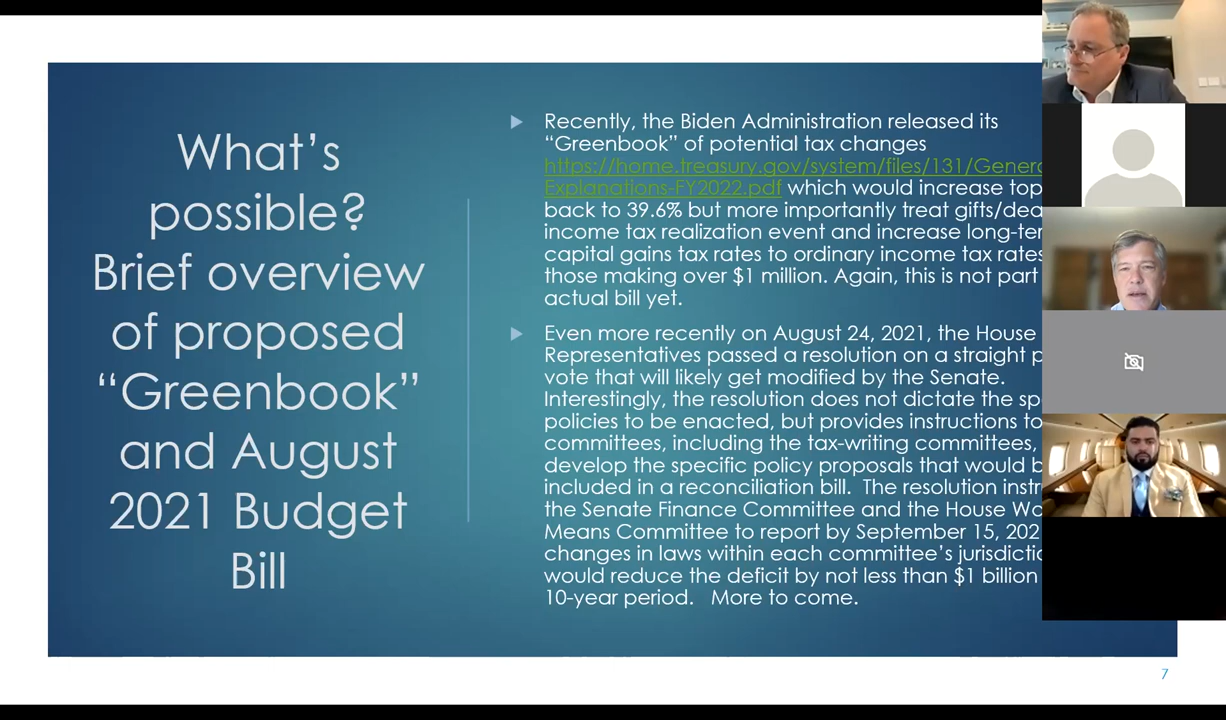 What’s
possible?
Brief overview
of proposed
“Greenbook”
and August
2021 Budget
Bill
Recently, the Biden Administration released its
“Greenbook” of potential tax changes
https://home.treasury.gov/system/files/131/Genera
Explanations-FY2022.pdf which would increase top
back to 39.6% but more importantly treat gifts/dea
income tax realization event and increase long-ter
capital gains tax rates to ordinary income tax rates
those making over $1 million. Again, this is not part
actual bill yet.
Even more recently on August 24, 2021, the House
Representatives passed a resolution on a straight p
vote that will likely get modified by the Senate.
Interestingly, the resolution does not dictate the sp
policies to be enacted, but provides instructions to
committees, including the tax-writing committees,
develop the specific policy proposals that would b
included in a reconciliation bill. The resolution instr
the Senate Finance Committee and the House Wa
Means Committee to report by September 15, 202
changes in laws within each committee’s jurisdictio
would reduce the deficit by not less than $1 billion
10-year period. More to come.
7